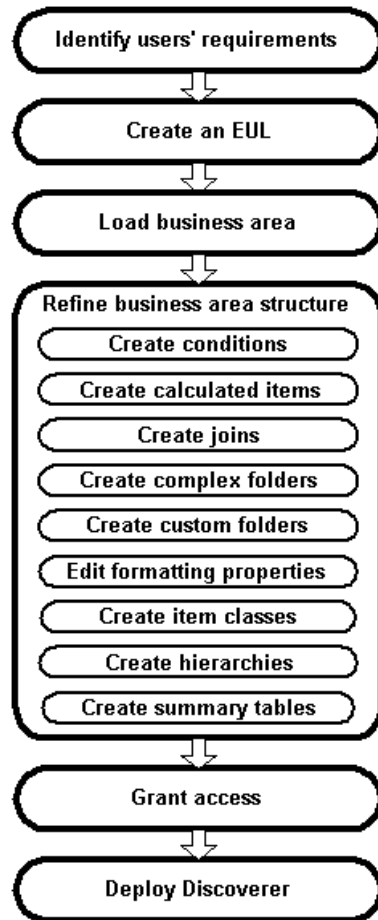 Identify users' requirements
Create an EUL
Load business area
Refine business area structure
Create conditions
Create calculated items
Create joins
Create complex folders
Create custom folders
Edit formatting properties
Create item classes
Create hierarchies
Create summary tables
Grant access
Deploy Discoverer